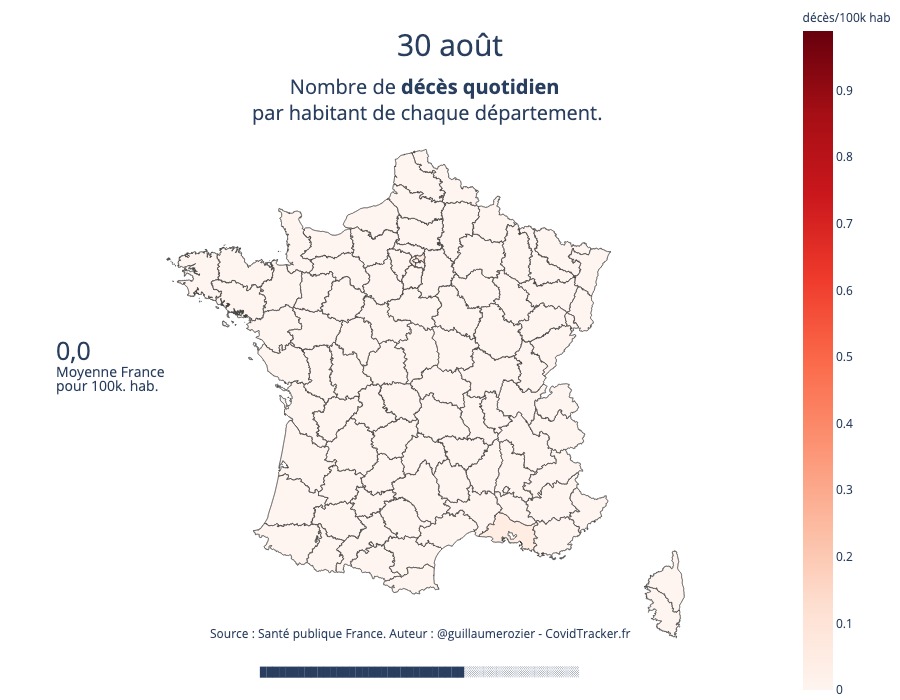 décès/100k hab
30 août
Nombre de décès quotidien
par habitant de chaque département.
0.9
0.8
0.7
0.6
0.5
0.4
0.3
0.2
0.1
0
0,0
Moyenne France
pour 100k. hab.
Source : Santé publique France. Auteur : @guillaumerozier - CovidTracker.fr